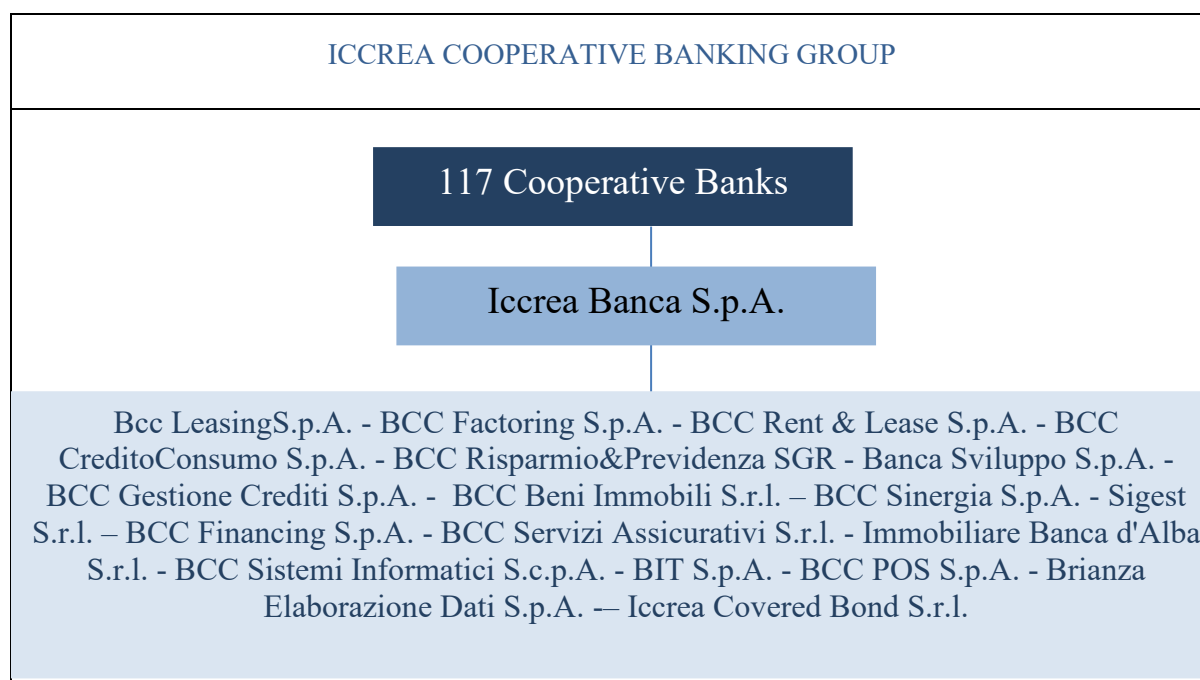 ICCREA COOPERATIVE BANKING GROUP
117 Cooperative Banks
Iccrea Banca S.p.A.
Bcc LeasingS.p.A. - BCC Factoring S.p.A. - BCC Rent & Lease S.p.A. - BCC
CreditoConsumo S.p.A. - BCC Risparmio&Previdenza SGR - Banca Sviluppo S.p.A. -
BCC Gestione Crediti S.p.A. -  BCC Beni Immobili S.r.l. – BCC Sinergia S.p.A. - Sigest
S.r.l. – BCC Financing S.p.A. - BCC Servizi Assicurativi S.r.l. - Immobiliare Banca d'Alba
S.r.l. - BCC Sistemi Informatici S.c.p.A. - BIT S.p.A. - BCC POS S.p.A. - Brianza
Elaborazione Dati S.p.A. -– Iccrea Covered Bond S.r.l.